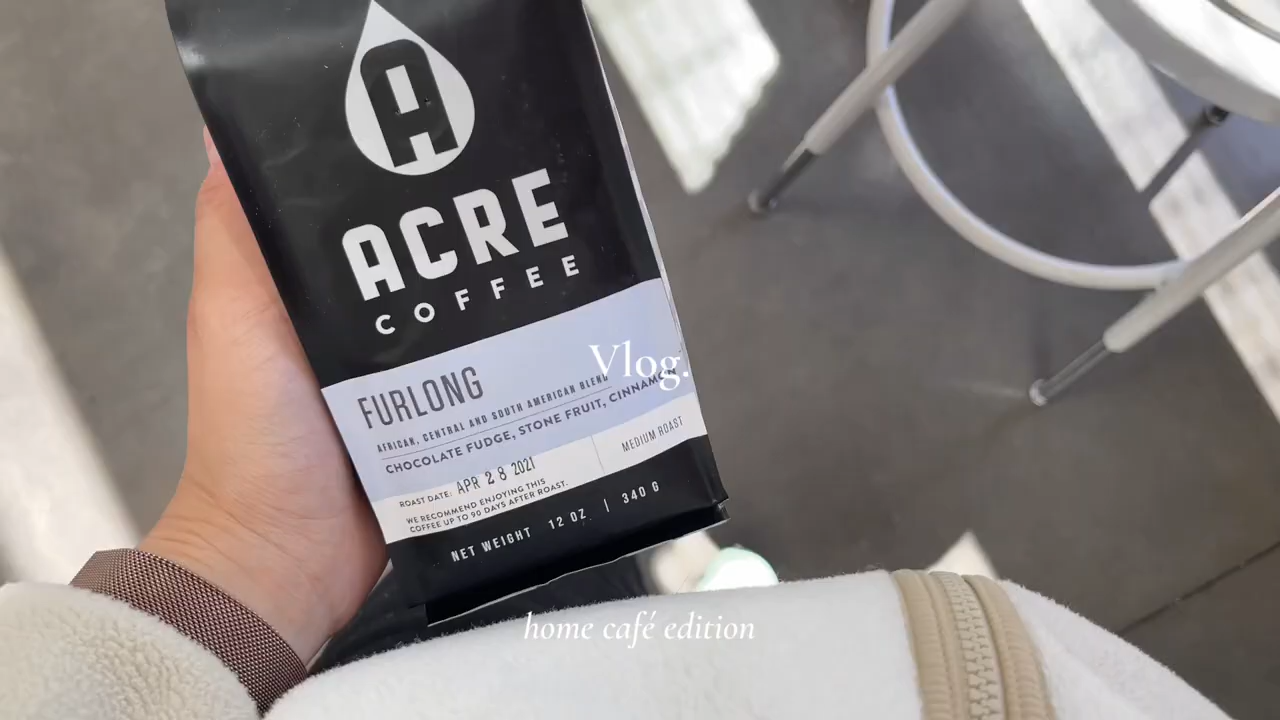 A
ACRE
COFFEE
Vlog.
FURLONG
AFRICAN, CENTRAL AND SOUTH AMERICAN BLEND
CHOCOLATE FUDGE, STONE FRUIT, CINNAMON
MEDIUM ROAST
ROAST DATE: APR 28 2021
WE RECOMMEND ENJOYING THIS
COFFEE UP TO 90 DAYS AFTER ROAST.
NET WEIGHT 12 OZ | 340 G
home café edition